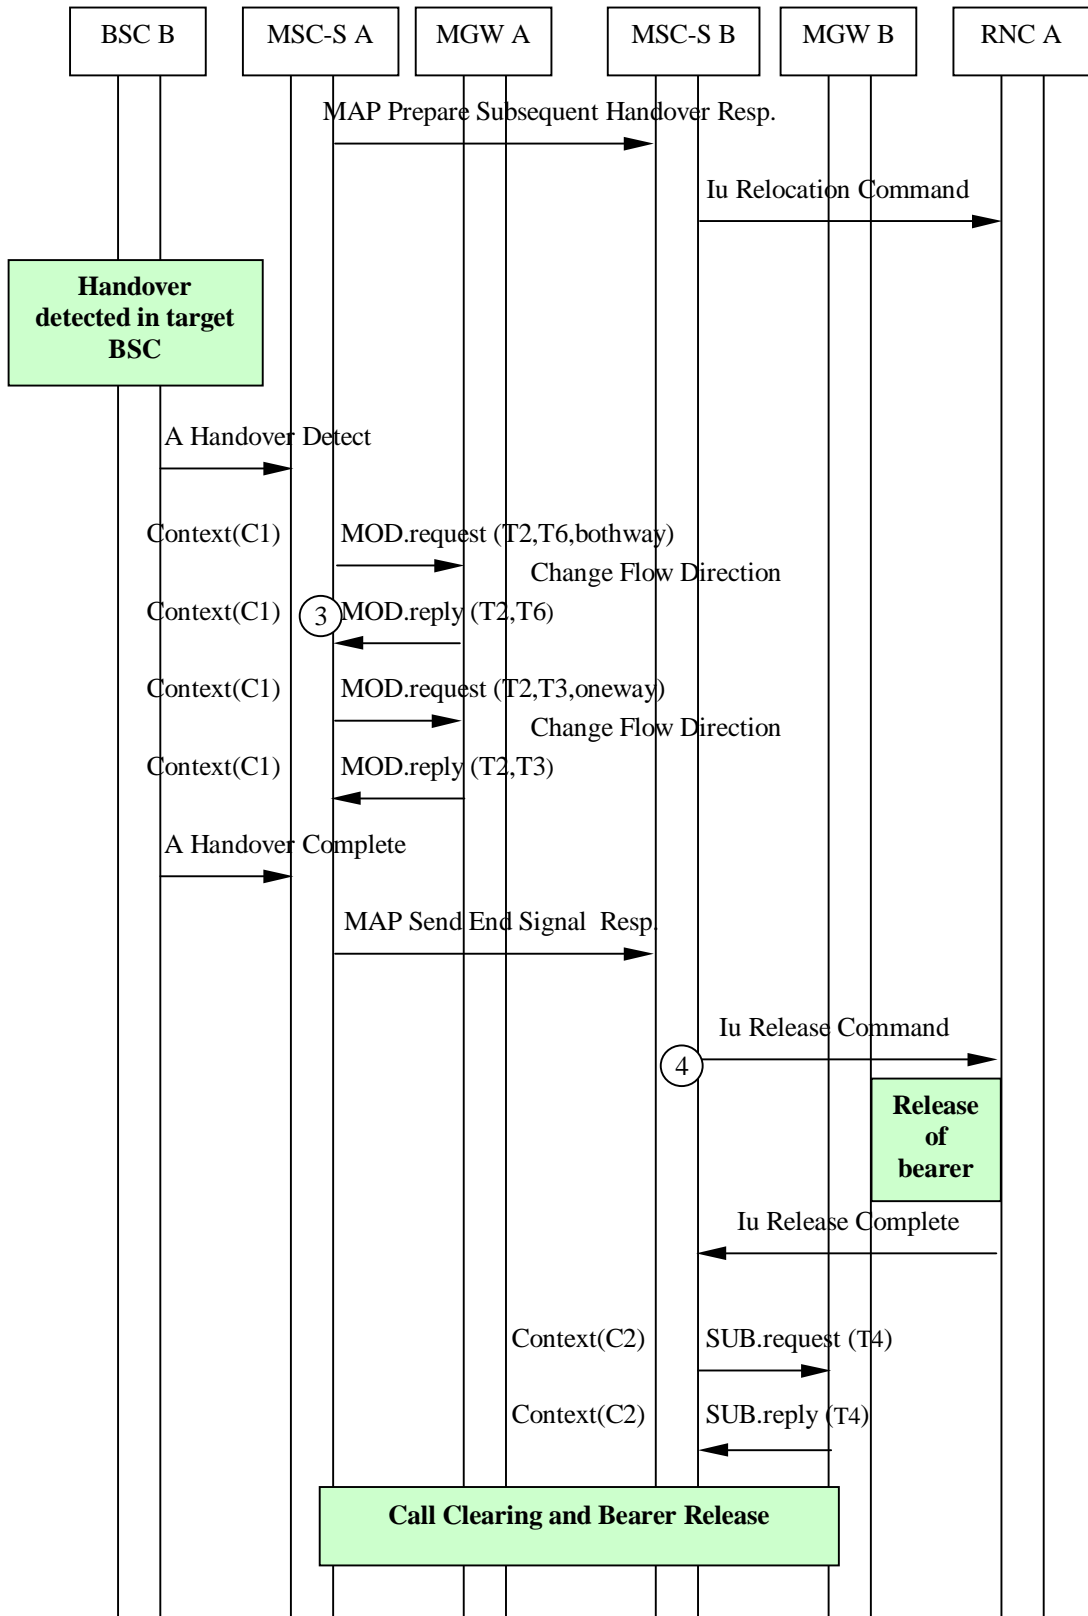 BSC B MSC-S A MGW A MSC-S B MGW B RNC A
MAP Prepare Subsequent Handover Resp.
Iu Relocation Command
Handover
detected in target
BSC
A Handover Detect
Context(C1) MOD.request (T2,T6,bothway)
Change Flow Direction
Context(C1) 3 MOD.reply (T2,T6)
Context(C1) MOD.request (T2,T3,oneway)
Change Flow Direction
Context(C1) MOD.reply (T2,T3)
A Handover Complete
MAP Send End Signal Resp.
Iu Release Command
4
Release
of
bearer
Iu Release Complete
Context(C2) SUB.request (T4)
Context(C2) SUB.reply (T4)
Call Clearing and Bearer Release